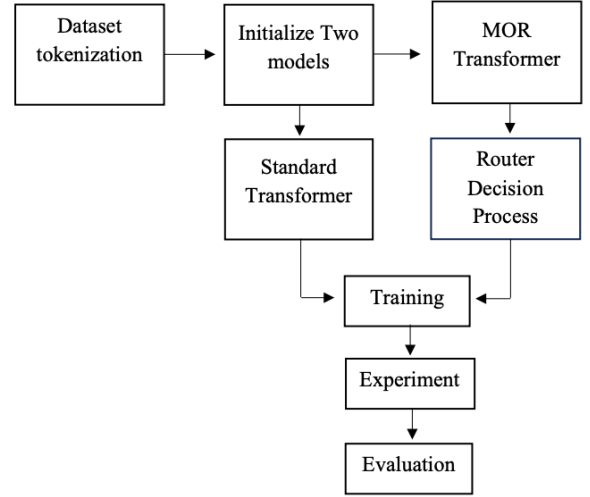 Dataset
tokenization
Initialize Two
models
MOR
Transformer
Standard
Transformer
Router
Decision
Process
Training
Experiment
Evaluation